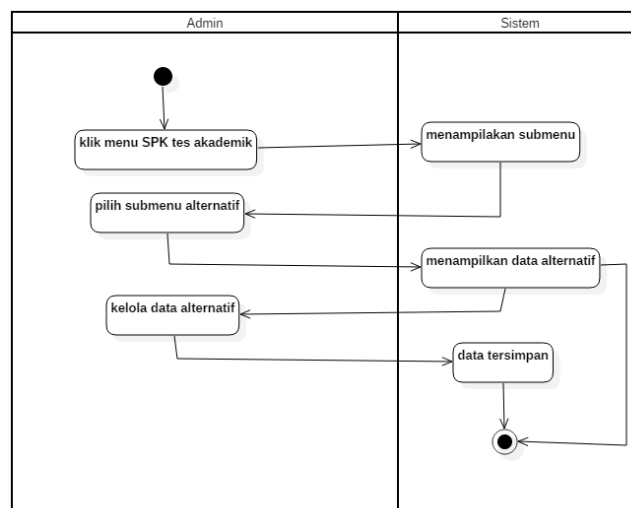 Admin
Sistem
klik menu SPK tes akademik
menampilakan submenu
pilih submenu alternatif
menampilkan data alternatif
kelola data alternatif
data tersimpan